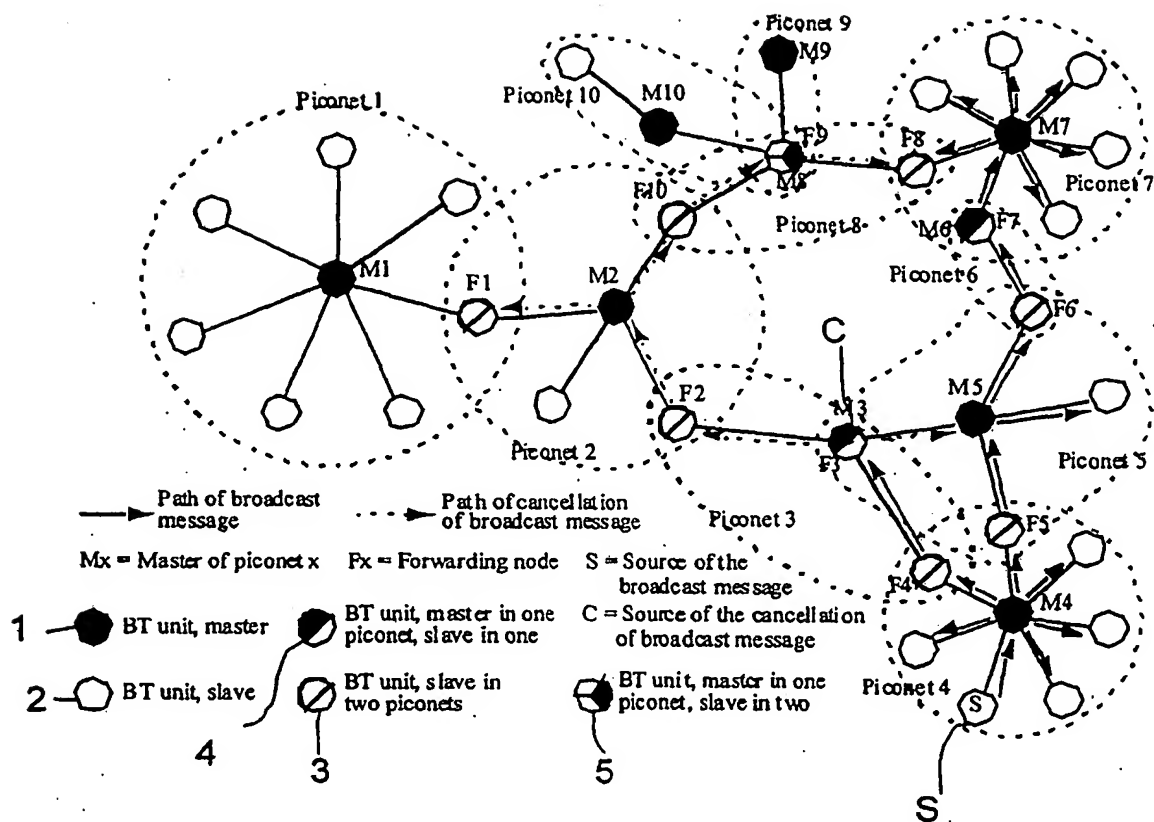 Piconet 9
M9
Piconet 10
M10
Piconet 1
F9
F8
M7
M8
Piconet 7
F10
Piconet 8
M6
F7
M1
F1
M2
Piconet 6
F6
C
F2
M3
M5
F3
Piconet 2
Piconet 5
Path of broadcast
message
Path of cancellation
of broadcast message
Piconet 3
F5
Mx = Master of piconet x
Fx = Forwarding node
S = Source of the
broadcast message
F4
M4
1
BT unit, master
BT unit, master in one
piconet, slave in one
C = Source of the cancellation
of broadcast message
2
BT unit, slave
BT unit, slave in
two piconets
BT unit, master in one
piconet, slave in two
Piconet 4
S
4
3
5
S